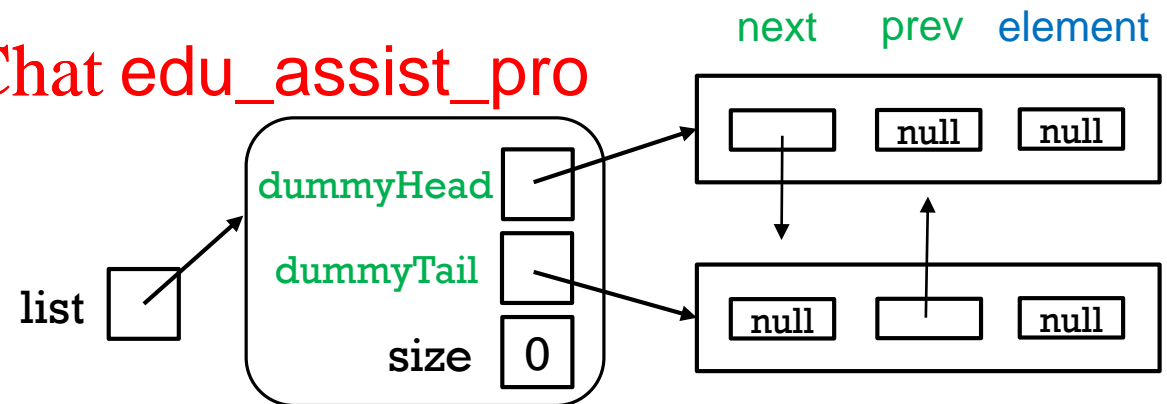 next prev element
Chat edu_assist_pro
null null
dummyHead
dummyTail
list
null null
size 0